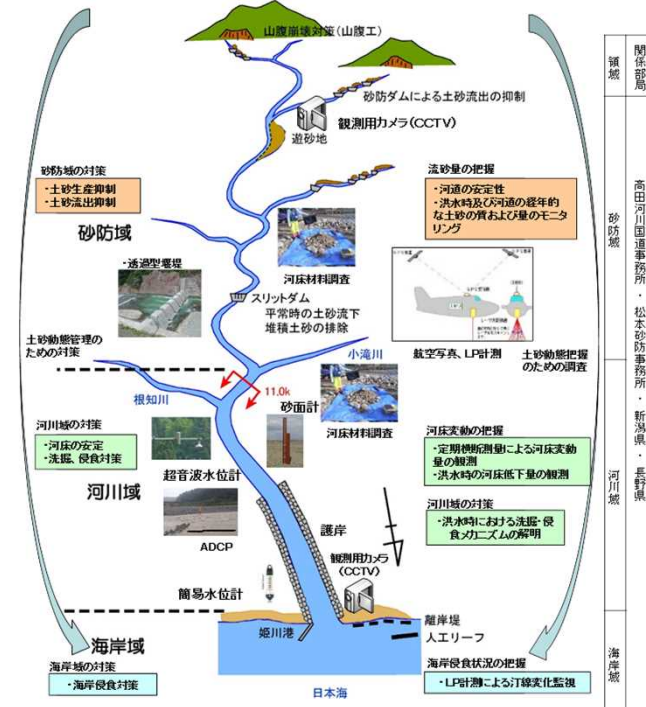 山腹崩壊対策(山腹工)
領域
関係部局
砂防ダムによる土砂流出の抑制
観測用カメラ(CCTV)
遊砂地
砂防域の対策
・土砂生産抑制
・土砂流出抑制
流砂量の把握
・河道の安定性
・洪水時及び河道の経年的
な土砂の質および量のモニタ
リング
砂防域
・透過型堰堤
河床材料調査
スリットダム
平常時の土砂流下
堆積土砂の排除
航空写真、LP計測
土砂動態把握
のための調査
砂防域
高田河川国道事務所・松本砂防事務所・新潟県・長野県
土砂動態管理の
ための対策
小滝川
根知川
11.0k
砂面計
河床材料調査
河川域の対策
・河床の安定
・洗掘、侵食対策
超音波水位計
河床変動の把握
・定期横断測量による河床変動
量の観測
・洪水時の河床低下量の観測
河川域
河川域
河川域の対策
・洪水時における洗掘・侵
食メカニズムの解明
ADCP
護岸
観測用カメラ
(CCTV)
簡易水位計
姫川港
離岸堤
人工リーフ
海岸域
海岸域
海岸域の対策
・海岸侵食対策
海岸侵食状況の把握
・LP計測による汀線変化監視
日本海